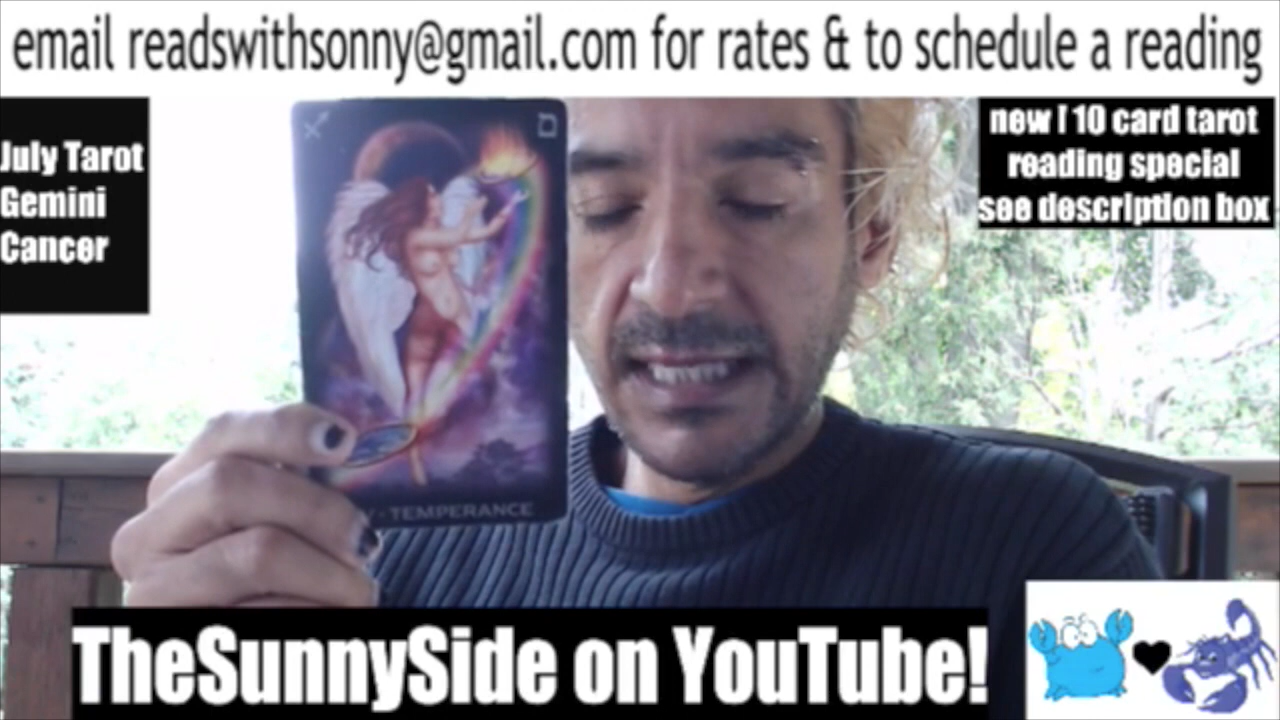 email readswithsonny@gmail.com for rates & to schedule a reading
July Tarot
Gemini
Cancer
new / 10 card tarot
reading special
see description box
- TEMPERANCE
TheSunnySide on YouTube!